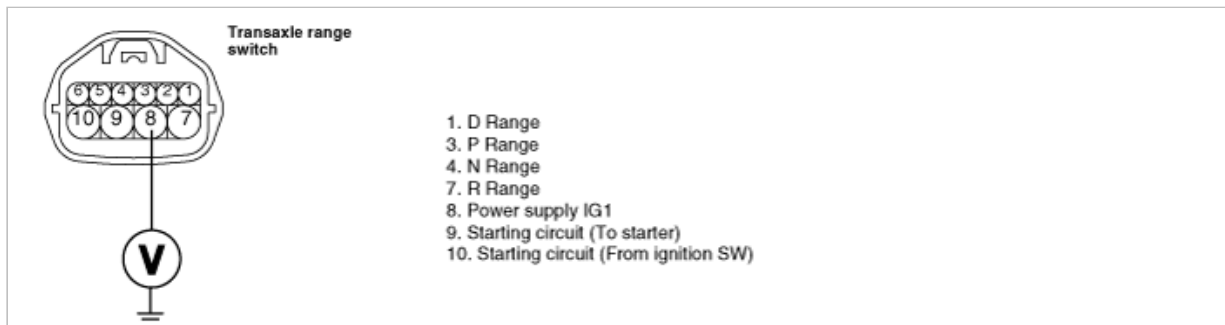 Transaxle range
switch
6 5 4 3 2 1
10 9 8 7
1. D Range
3. P Range
4. N Range
7. R Range
8. Power supply IG1
9. Starting circuit (To starter)
10. Starting circuit (From ignition SW)
V